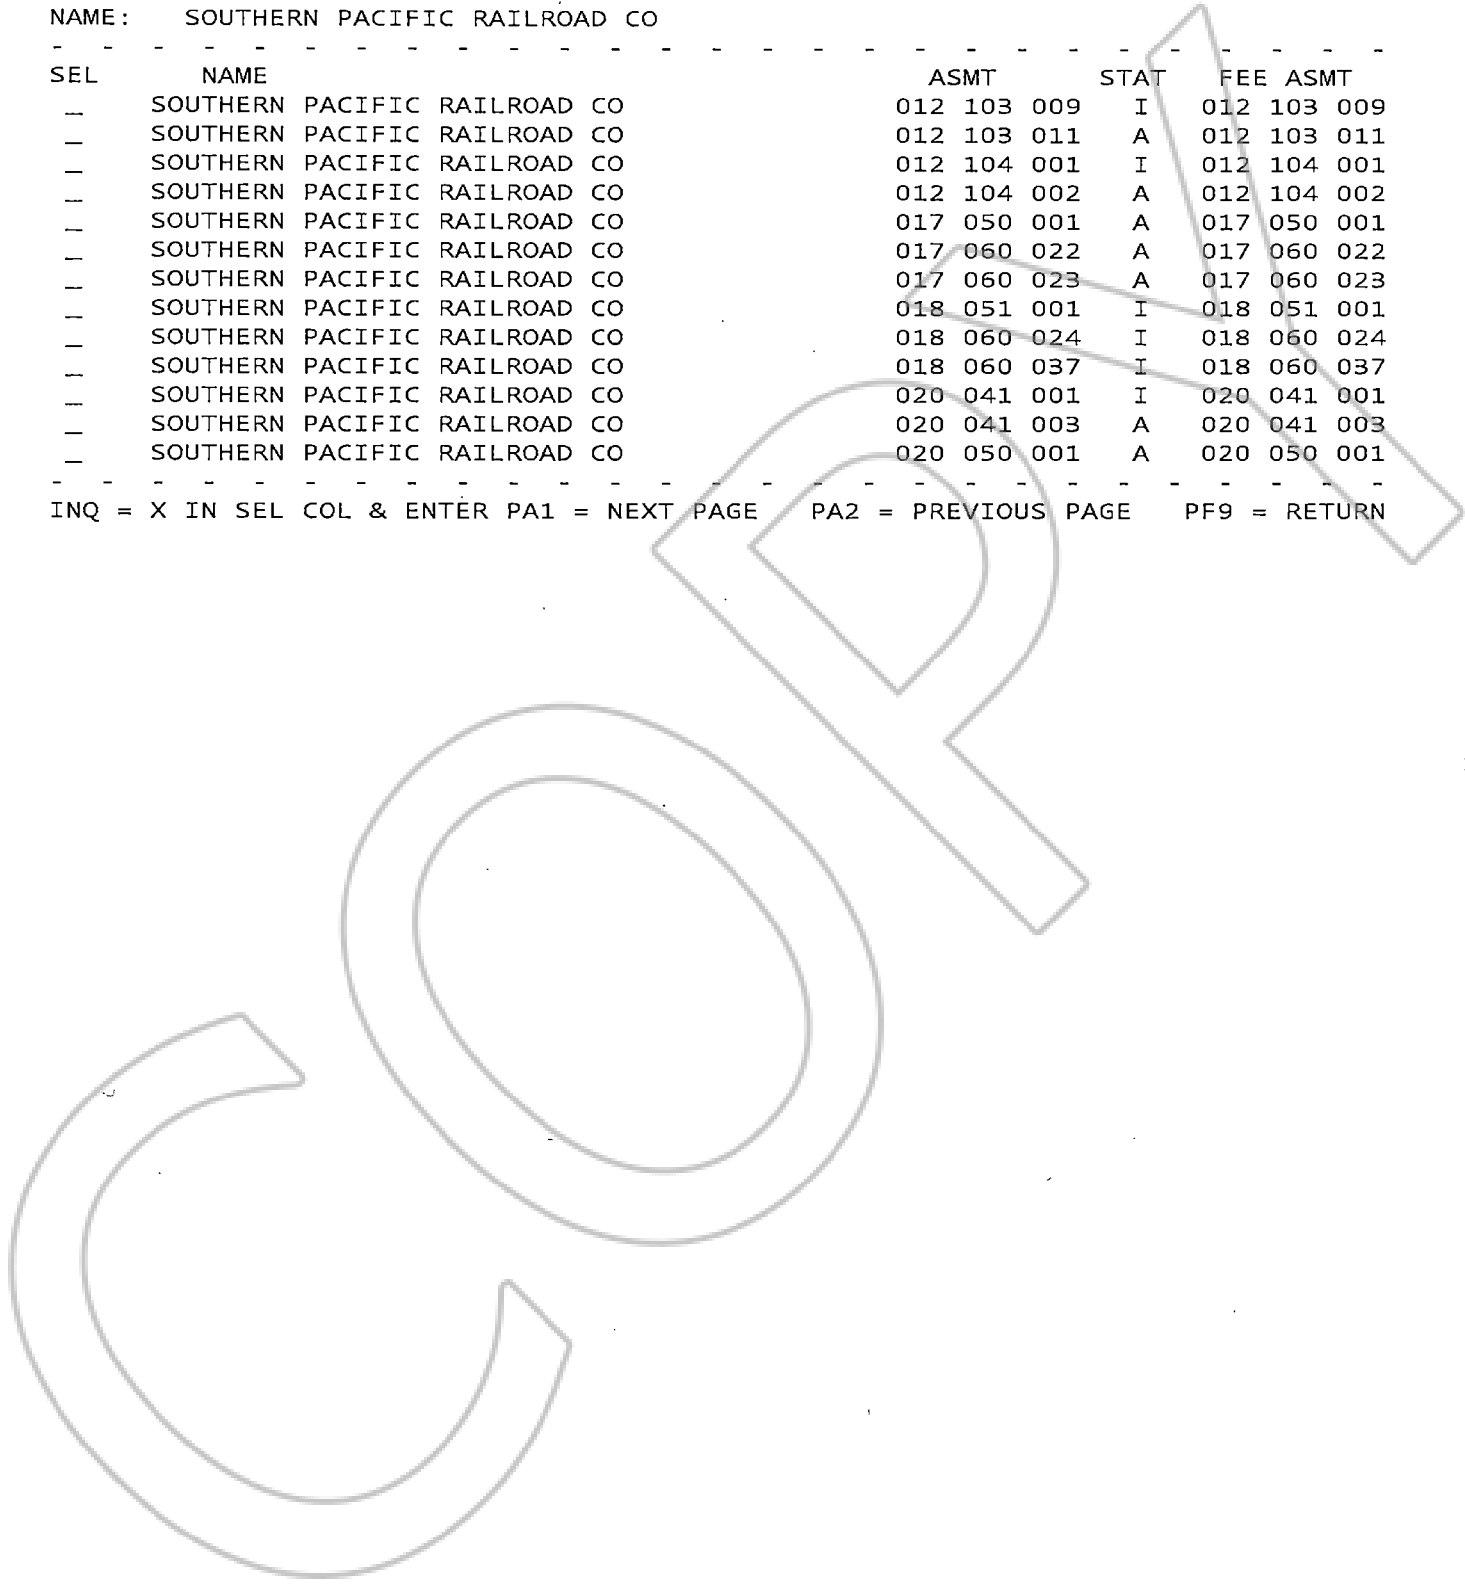 NAME: SOUTHERN PACIFIC RAILROAD CO
- - - - - - - - - - - - - - - - - - - - - - - - - - -
SEL NAME ASMT STAT FEE ASMT
_ SOUTHERN PACIFIC RAILROAD CO 012 103 009 I 012 103 009
_ SOUTHERN PACIFIC RAILROAD CO 012 103 011 A 012 103 011
_ SOUTHERN PACIFIC RAILROAD CO 012 104 001 I 012 104 001
_ SOUTHERN PACIFIC RAILROAD CO 012 104 002 A 012 104 002
_ SOUTHERN PACIFIC RAILROAD CO 017 050 001 A 017 050 001
_ SOUTHERN PACIFIC RAILROAD CO 017 060 022 A 017 060 022
_ SOUTHERN PACIFIC RAILROAD CO 017 060 023 A 017 060 023
_ SOUTHERN PACIFIC RAILROAD CO 018 051 001 I 018 051 001
_ SOUTHERN PACIFIC RAILROAD CO 018 060 024 I 018 060 024
_ SOUTHERN PACIFIC RAILROAD CO 018 060 037 I 018 060 037
_ SOUTHERN PACIFIC RAILROAD CO 020 041 001 I 020 041 001
_ SOUTHERN PACIFIC RAILROAD CO 020 041 003 A 020 041 003
_ SOUTHERN PACIFIC RAILROAD CO 020 050 001 A 020 050 001
- - - - - - - - - - - - - - - - - - - - - - - - - - -
INQ = X IN SEL COL & ENTER PA1 = NEXT PAGE PA2 = PREVIOUS PAGE PF9 = RETURN
COPY